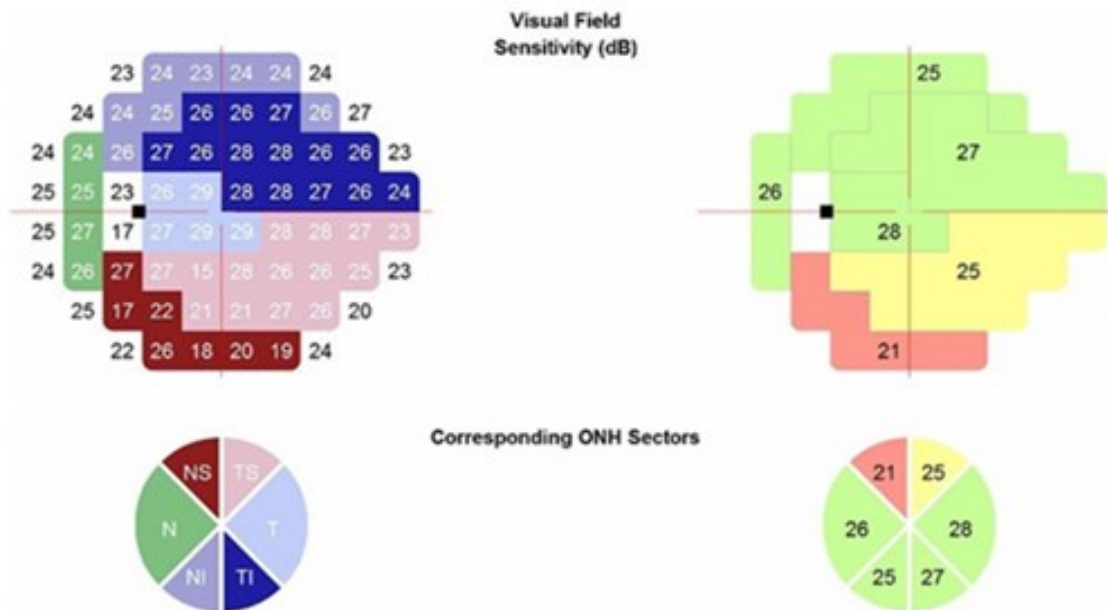 Visual Field
Sensitivity (dB)
23 24 23 24 24 24
25
24 24 25 26 26 27 26 27
24 24 26 27 26 28 28 26 26 23
27
25 25 23 26 29 28 28 27 26 24
26
25 27 17 27 29 29 28 28 27 23
28
24 26 27 27 15 28 26 26 25 23
25
25 17 22 21 21 27 26 20
22 26 18 20 19 24
21
Corresponding ONH Sectors
NS TS
21 25
N T
26 28
NI TI
25 27